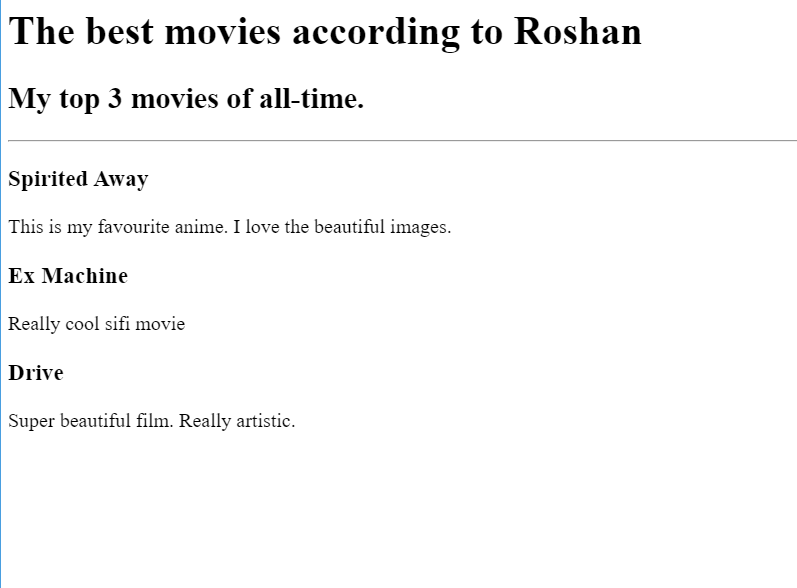 The best movies according to Roshan
My top 3 movies of all-time.
Spirited Away
This is my favourite anime. I love the beautiful images.
Ex Machine
Really cool sifi movie
Drive
Super beautiful film. Really artistic.